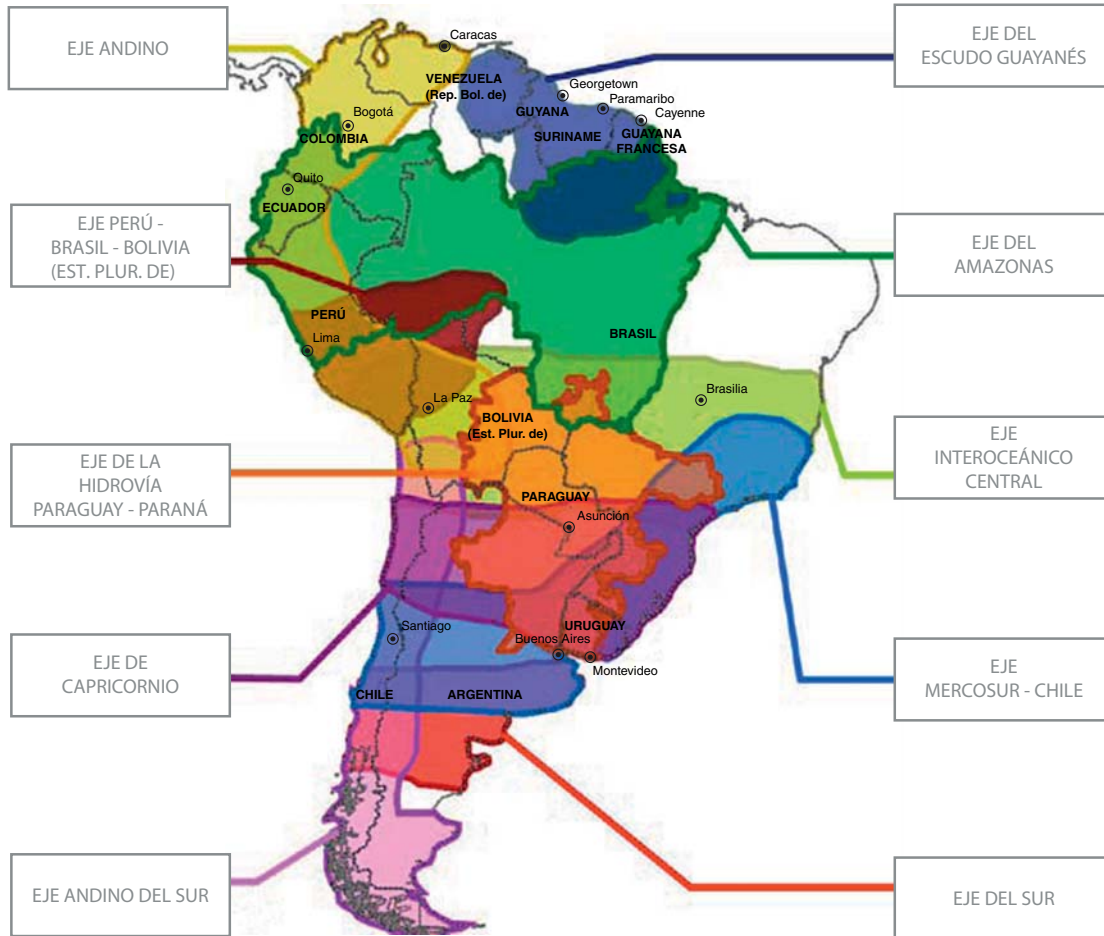 EJE ANDINO
EJE DEL
ESCUDO GUAYANÉS
Caracas
VENEZUELA
(Rep. Bol. de)
Georgetown
GUYANA
Paramaribo
Cayenne
SURINAME
GUAYANA
FRANCESA
Bogotá
COLOMBIA
Quito
ECUADOR
EJE PERÚ -
BRASIL - BOLIVIA
(EST. PLUR. DE)
EJE DEL
AMAZONAS
PERÚ
Lima
BRASIL
Brasilia
La Paz
BOLIVIA
(Est. Plur. de)
EJE DE LA
HIDROVÍA
PARAGUAY - PARANÁ
EJE
INTEROCEÁNICO
CENTRAL
PARAGUAY
Asunción
URUGUAY
Santiago
Buenos Aires
Montevideo
EJE DE
CAPRICORNIO
EJE
MERCOSUR - CHILE
CHILE
ARGENTINA
EJE ANDINO DEL SUR
EJE DEL SUR